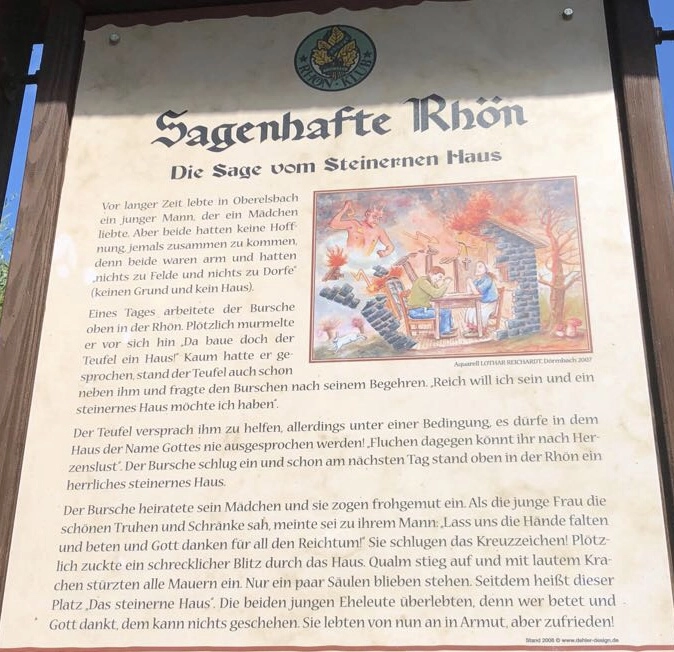 RHÖN-KLUB
Sagenhafte Rhön
Die Sage vom Steinernen Haus
Vor langer Zeit lebte in Oberelsbach
ein junger Mann, der ein Mädchen
liebte. Aber beide hatten keine Hoff-
nung, jemals zusammen zu kommen,
denn beide waren arm und hatten
„nichts zu Felde und nichts zu Dorfe"
(keinen Grund und kein Haus).
Eines Tages arbeitete der Bursche
oben in der Rhön. Plötzlich murmelte
er vor sich hin „Da baue doch der
Teufel ein Haus!" Kaum hatte er ge-
sprochen, stand der Teufel auch schon
neben ihm und fragte den Burschen nach seinem Begehren. „Reich will ich sein und ein
steinernes Haus möchte ich haben".
Aquarell LOTHAR REICHARDT, Dörmbach 2007
Der Teufel versprach ihm zu helfen, allerdings unter einer Bedingung, es dürfe in dem
Haus der Name Gottes nie ausgesprochen werden! „Fluchen dagegen könnt ihr nach Her-
zenslust". Der Bursche schlug ein und schon am nächsten Tag stand oben in der Rhön ein
herrliches steinernes Haus.
Der Bursche heiratete sein Mädchen und sie zogen frohgemut ein. Als die junge Frau die
schönen Truhen und Schränke sah, meinte sei zu ihrem Mann: „Lass uns die Hände falten
und beten und Gott danken für all den Reichtum!" Sie schlugen das Kreuzzeichen! Plötz-
lich zuckte ein schrecklicher Blitz durch das Haus. Qualm stieg auf und mit lautem Kra-
chen stürzten alle Mauern ein. Nur ein paar Säulen blieben stehen. Seitdem heißt dieser
Platz „Das steinerne Haus". Die beiden jungen Eheleute überlebten, denn wer betet und
Gott dankt, dem kann nichts geschehen. Sie lebten von nun an in Armut, aber zufrieden!
Stand 2008 © www.dehler-design.de